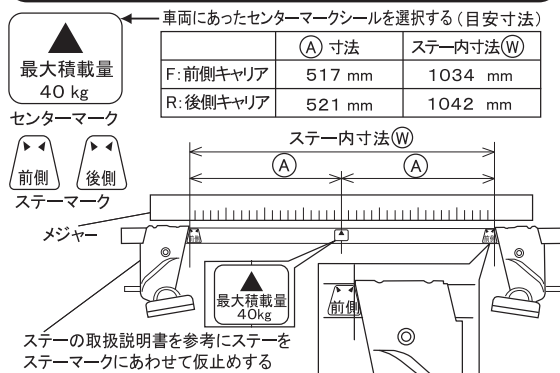 車両にあったセンターマークシールを選択する(目安寸法)
▲
最大積載量
40 kg
センターマーク
Ⓐ 寸法 ステー内寸法Ⓦ
F:前側キャリア 517 mm 1034 mm
R:後側キャリア 521 mm 1042 mm
前側 後側
ステーマーク
ステー内寸法Ⓦ
Ⓐ Ⓐ
メジャー
前側 前側
▲
最大積載量
40kg
前側
ステーの取扱説明書を参考にステーを
ステーマークにあわせて仮止めする